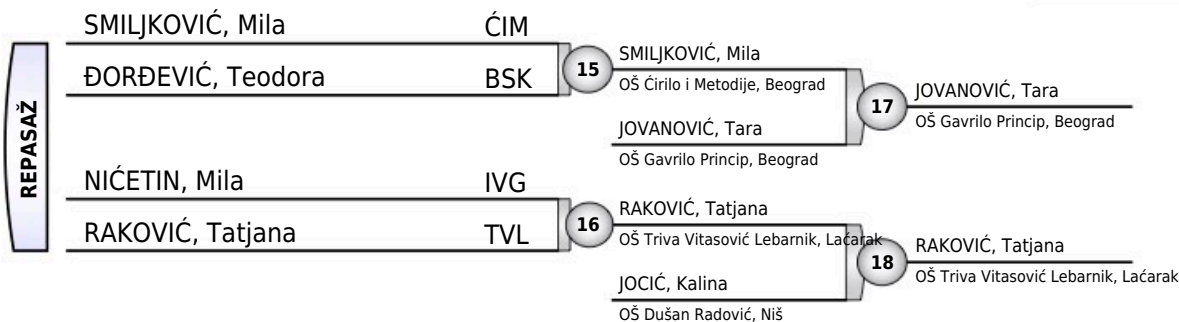 REPASAŽ
SMILJKOVIĆ, Mila ĆIM
ĐORĐEVIĆ, Teodora BSK
15
SMILJKOVIĆ, Mila
OŠ Ćirilo i Metodije, Beograd
JOVANOVIĆ, Tara
OŠ Gavrilo Princip, Beograd
17
JOVANOVIĆ, Tara
OŠ Gavrilo Princip, Beograd
NIĆETIN, Mila IVG
RAKOVIĆ, Tatjana TVL
16
RAKOVIĆ, Tatjana
OŠ Triva Vitasović Lebarnik, Laćarak
JOCIĆ, Kalina
OŠ Dušan Radović, Niš
18
RAKOVIĆ, Tatjana
OŠ Triva Vitasović Lebarnik, Laćarak